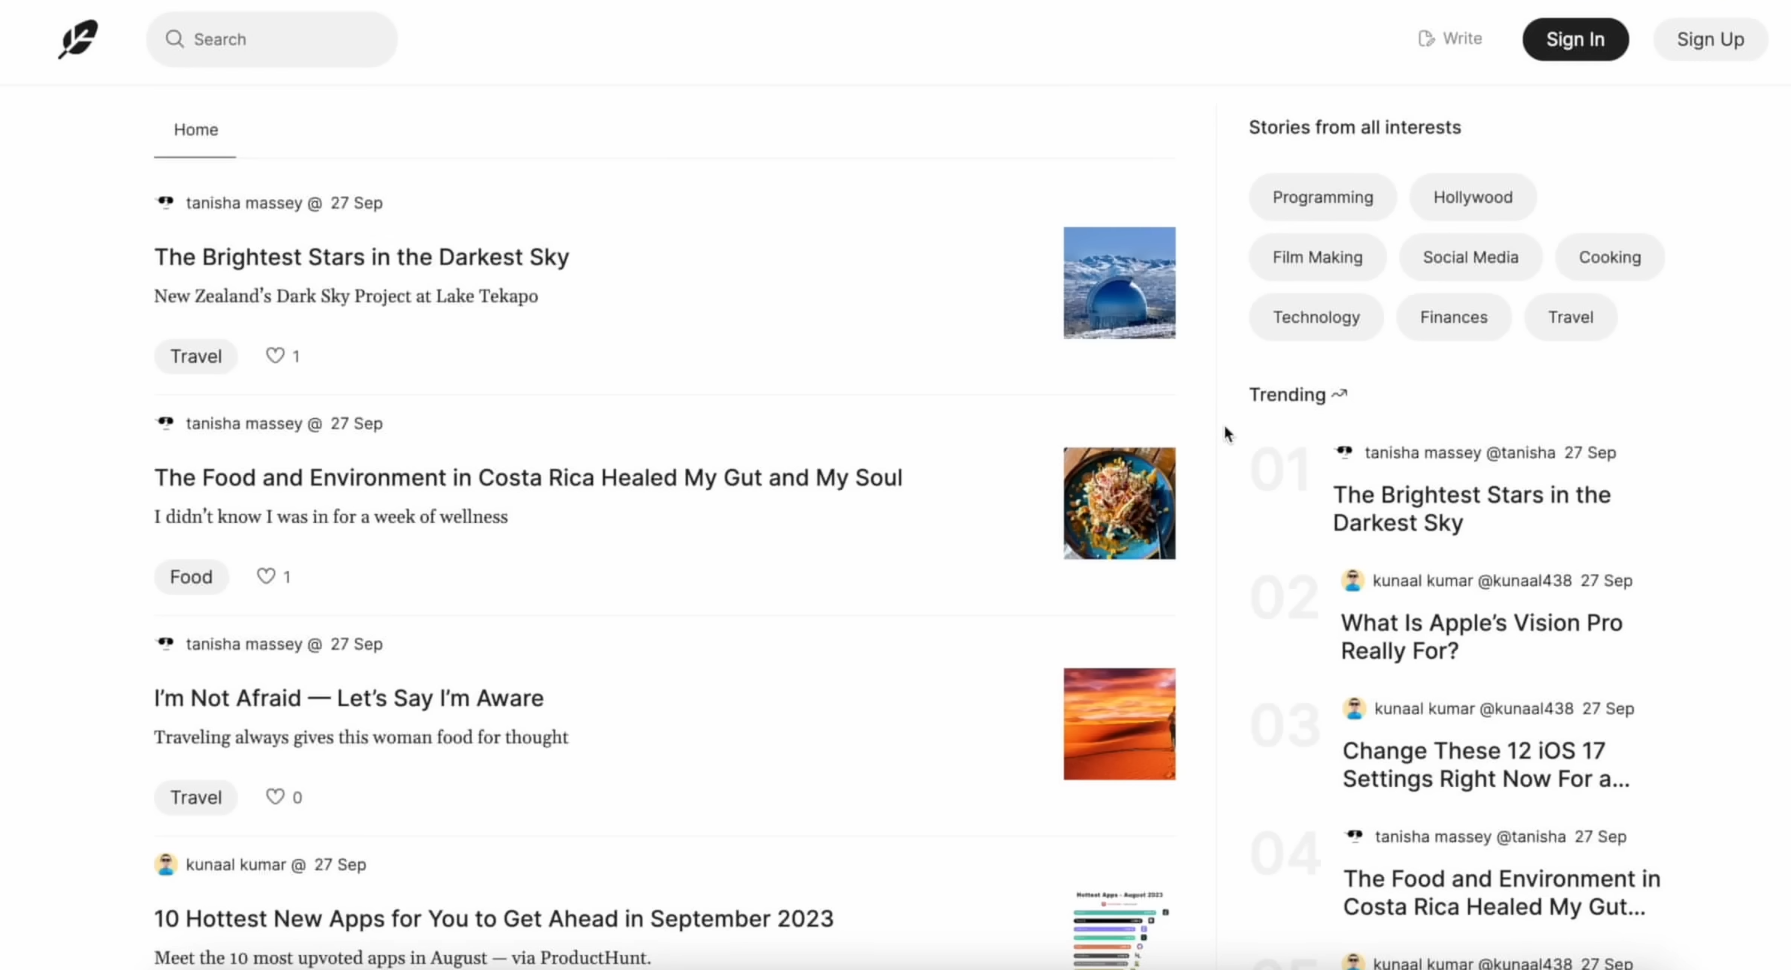 Search
Write
Sign In
Sign Up
Home
tanisha massey @ 27 Sep
The Brightest Stars in the Darkest Sky
New Zealand’s Dark Sky Project at Lake Tekapo
Travel
1
tanisha massey @ 27 Sep
The Food and Environment in Costa Rica Healed My Gut and My Soul
I didn’t know I was in for a week of wellness
Food
1
tanisha massey @ 27 Sep
I’m Not Afraid — Let’s Say I’m Aware
Traveling always gives this woman food for thought
Travel
0
kunaal kumar @ 27 Sep
10 Hottest New Apps for You to Get Ahead in September 2023
Meet the 10 most upvoted apps in August — via ProductHunt.
Hottest Apps - August 2023
Stories from all interests
Programming
Hollywood
Film Making
Social Media
Cooking
Technology
Finances
Travel
Trending
01
tanisha massey @tanisha 27 Sep
The Brightest Stars in the
Darkest Sky
02
kunaal kumar @kunaal438 27 Sep
What Is Apple’s Vision Pro
Really For?
03
kunaal kumar @kunaal438 27 Sep
Change These 12 iOS 17
Settings Right Now For a...
04
tanisha massey @tanisha 27 Sep
The Food and Environment in
Costa Rica Healed My Gut...
05
kunaal kumar @kunaal438 27 Sep